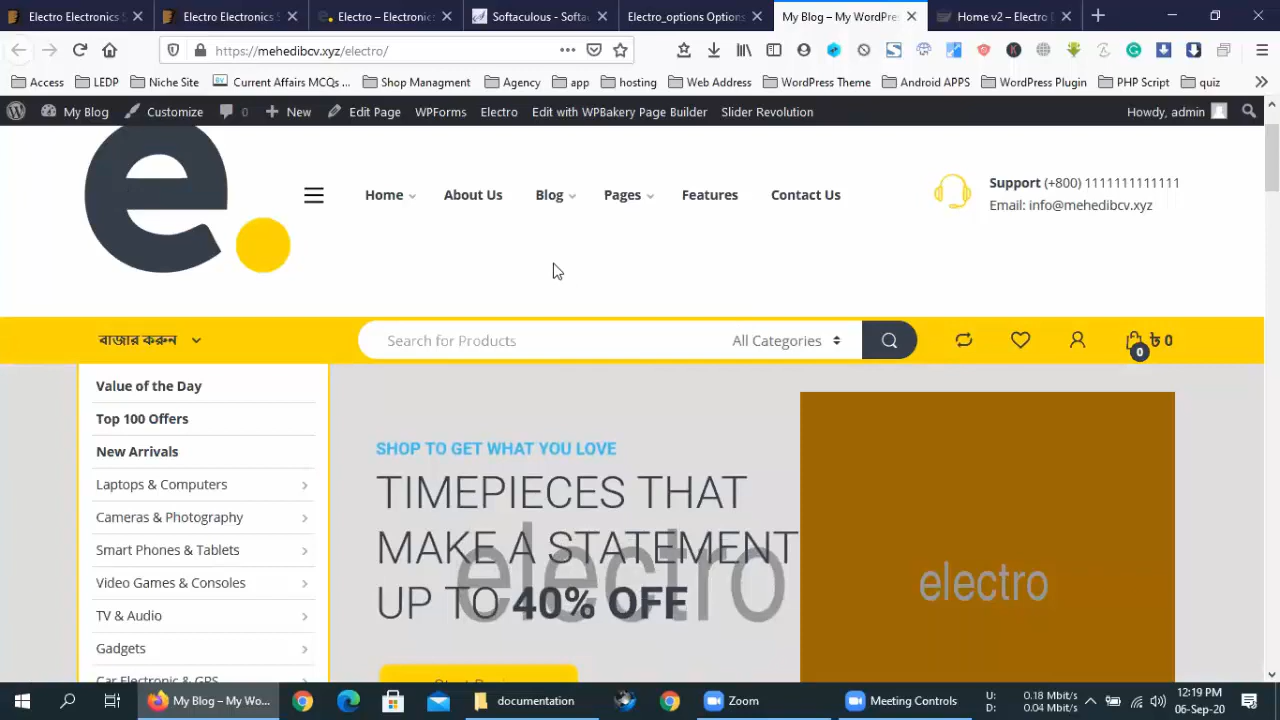 Electro Electronics
Electro Electronics S
Electro – Electronic
Softaculous - Softa
Electro_options Option
My Blog – My WordPre
Home v2 – Electro
https://mehedibcv.xyz/electro/
Access
LEDP
Niche Site
Current Affairs MCQs ...
Shop Managment
Agency
app
hosting
Web Address
WordPress Theme
Android APPS
WordPress Plugin
PHP Script
quiz
My Blog
Customize
0
New
Edit Page
WPForms
Electro
Edit with WPBakery Page Builder
Slider Revolution
Howdy, admin
e.
Home
About Us
Blog
Pages
Features
Contact Us
Support (+800) 1111111111111
Email: info@mehedibcv.xyz
বাজার করুন
Search for Products
All Categories
0
৳ 0
Value of the Day
Top 100 Offers
New Arrivals
Laptops & Computers
Cameras & Photography
Smart Phones & Tablets
Video Games & Consoles
TV & Audio
Gadgets
Car Electronic & GPS
SHOP TO GET WHAT YOU LOVE
TIMEPIECES THAT
MAKE A STATEMENT
UP TO 40% OFF
electro
electro
My Blog – My Wo...
documentation
Zoom
Meeting Controls
U: 0.18 Mbit/s
D: 0.04 Mbit/s
12:19 PM
06-Sep-20